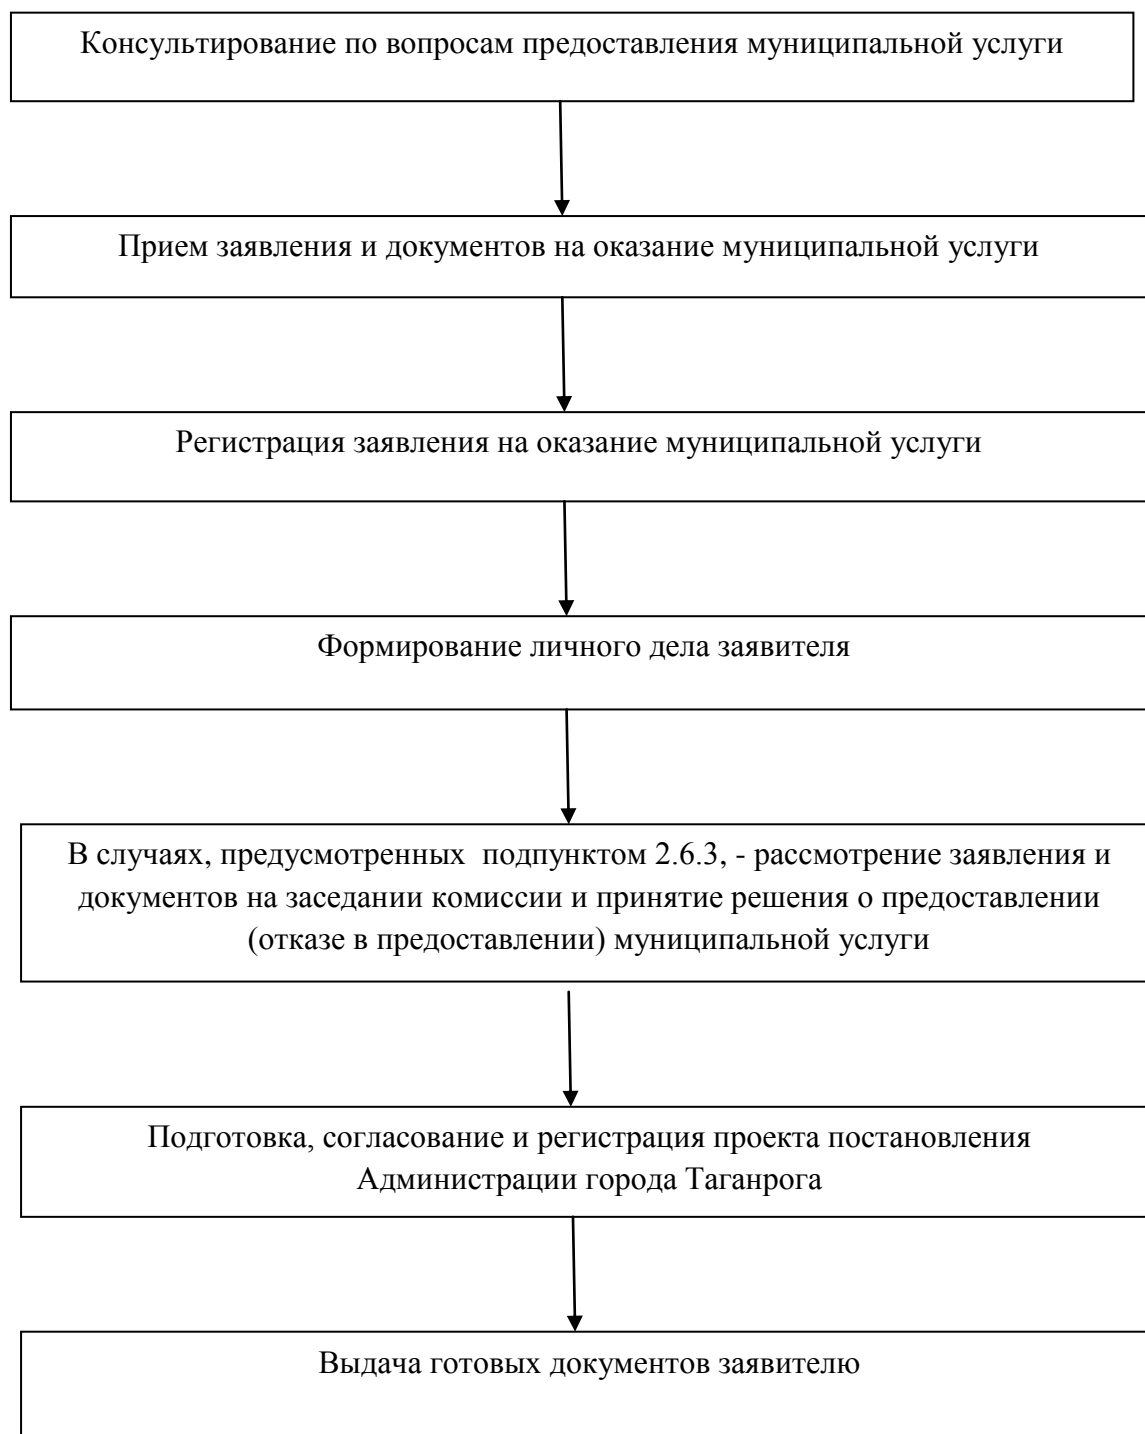 Консультирование по вопросам предоставления муниципальной услуги
Прием заявления и документов на оказание муниципальной услуги
Регистрация заявления на оказание муниципальной услуги
Формирование личного дела заявителя
В случаях, предусмотренных  подпунктом 2.6.3, - рассмотрение заявления и
документов на заседании комиссии и принятие решения о предоставлении
(отказе в предоставлении) муниципальной услуги
Подготовка, согласование и регистрация проекта постановления
Администрации города Таганрога
Выдача готовых документов заявителю